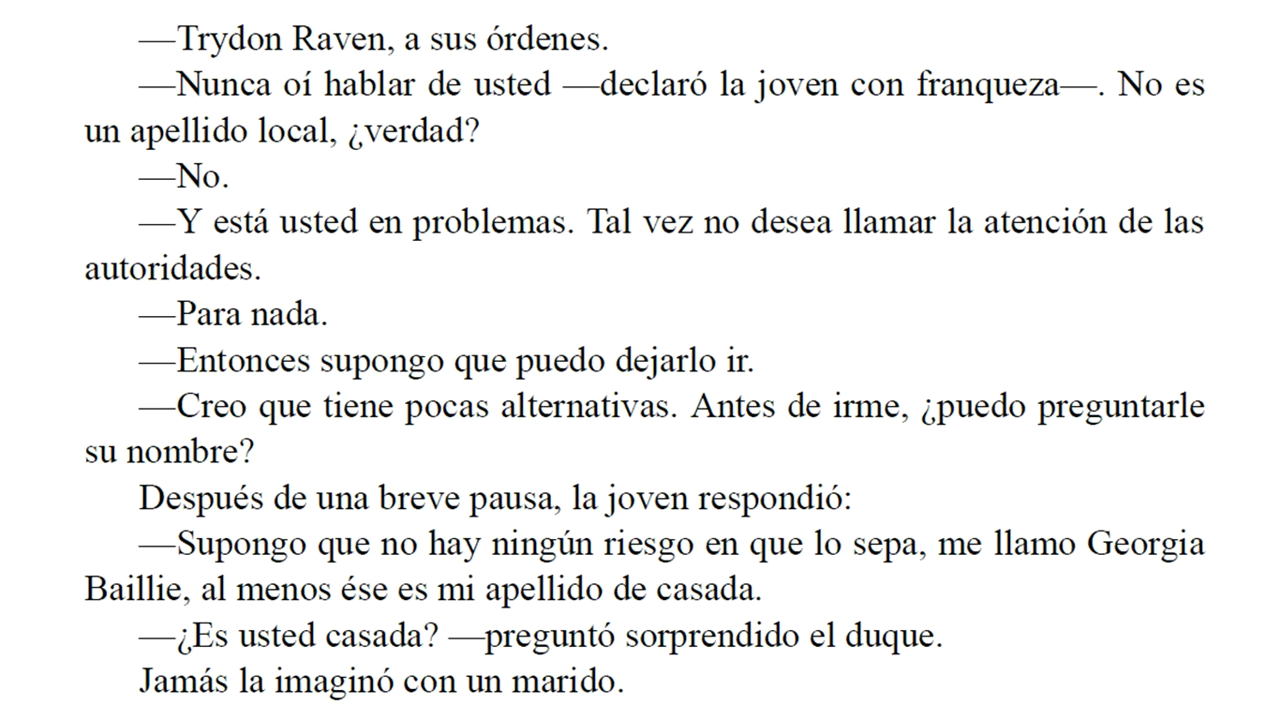 —Trydon Raven, a sus órdenes.
—Nunca oí hablar de usted —declaró la joven con franqueza—. No es
un apellido local, ¿verdad?
—No.
—Y está usted en problemas. Tal vez no desea llamar la atención de las
autoridades.
—Para nada.
—Entonces supongo que puedo dejarlo ir.
—Creo que tiene pocas alternativas. Antes de irme, ¿puedo preguntarle
su nombre?
Después de una breve pausa, la joven respondió:
—Supongo que no hay ningún riesgo en que lo sepa, me llamo Georgia
Baillie, al menos ése es mi apellido de casada.
—¿Es usted casada? —preguntó sorprendido el duque.
Jamás la imaginó con un marido.